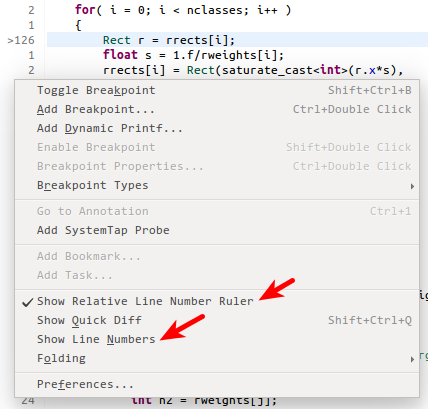 2 for( i = 0; i < nclasses; i++ )
1 {
>126 Rect r = rrects[i];
1 float s = 1.f/rweights[i];
2 rrects[i] = Rect(saturate_cast<int>(r.x*s),
Toggle Breakpoint Shift+Ctrl+B
Add Breakpoint... Ctrl+Double Click
Add Dynamic Printf...
Enable Breakpoint Shift+Double Click
Breakpoint Properties... Ctrl+Double Click
Breakpoint Types
Go to Annotation Ctrl+1
Add SystemTap Probe
Add Bookmark...
Add Task...
✓ Show Relative Line Number Ruler
Show Quick Diff Shift+Ctrl+Q
Show Line Numbers
Folding
Preferences...
int n2 = rweights[j];